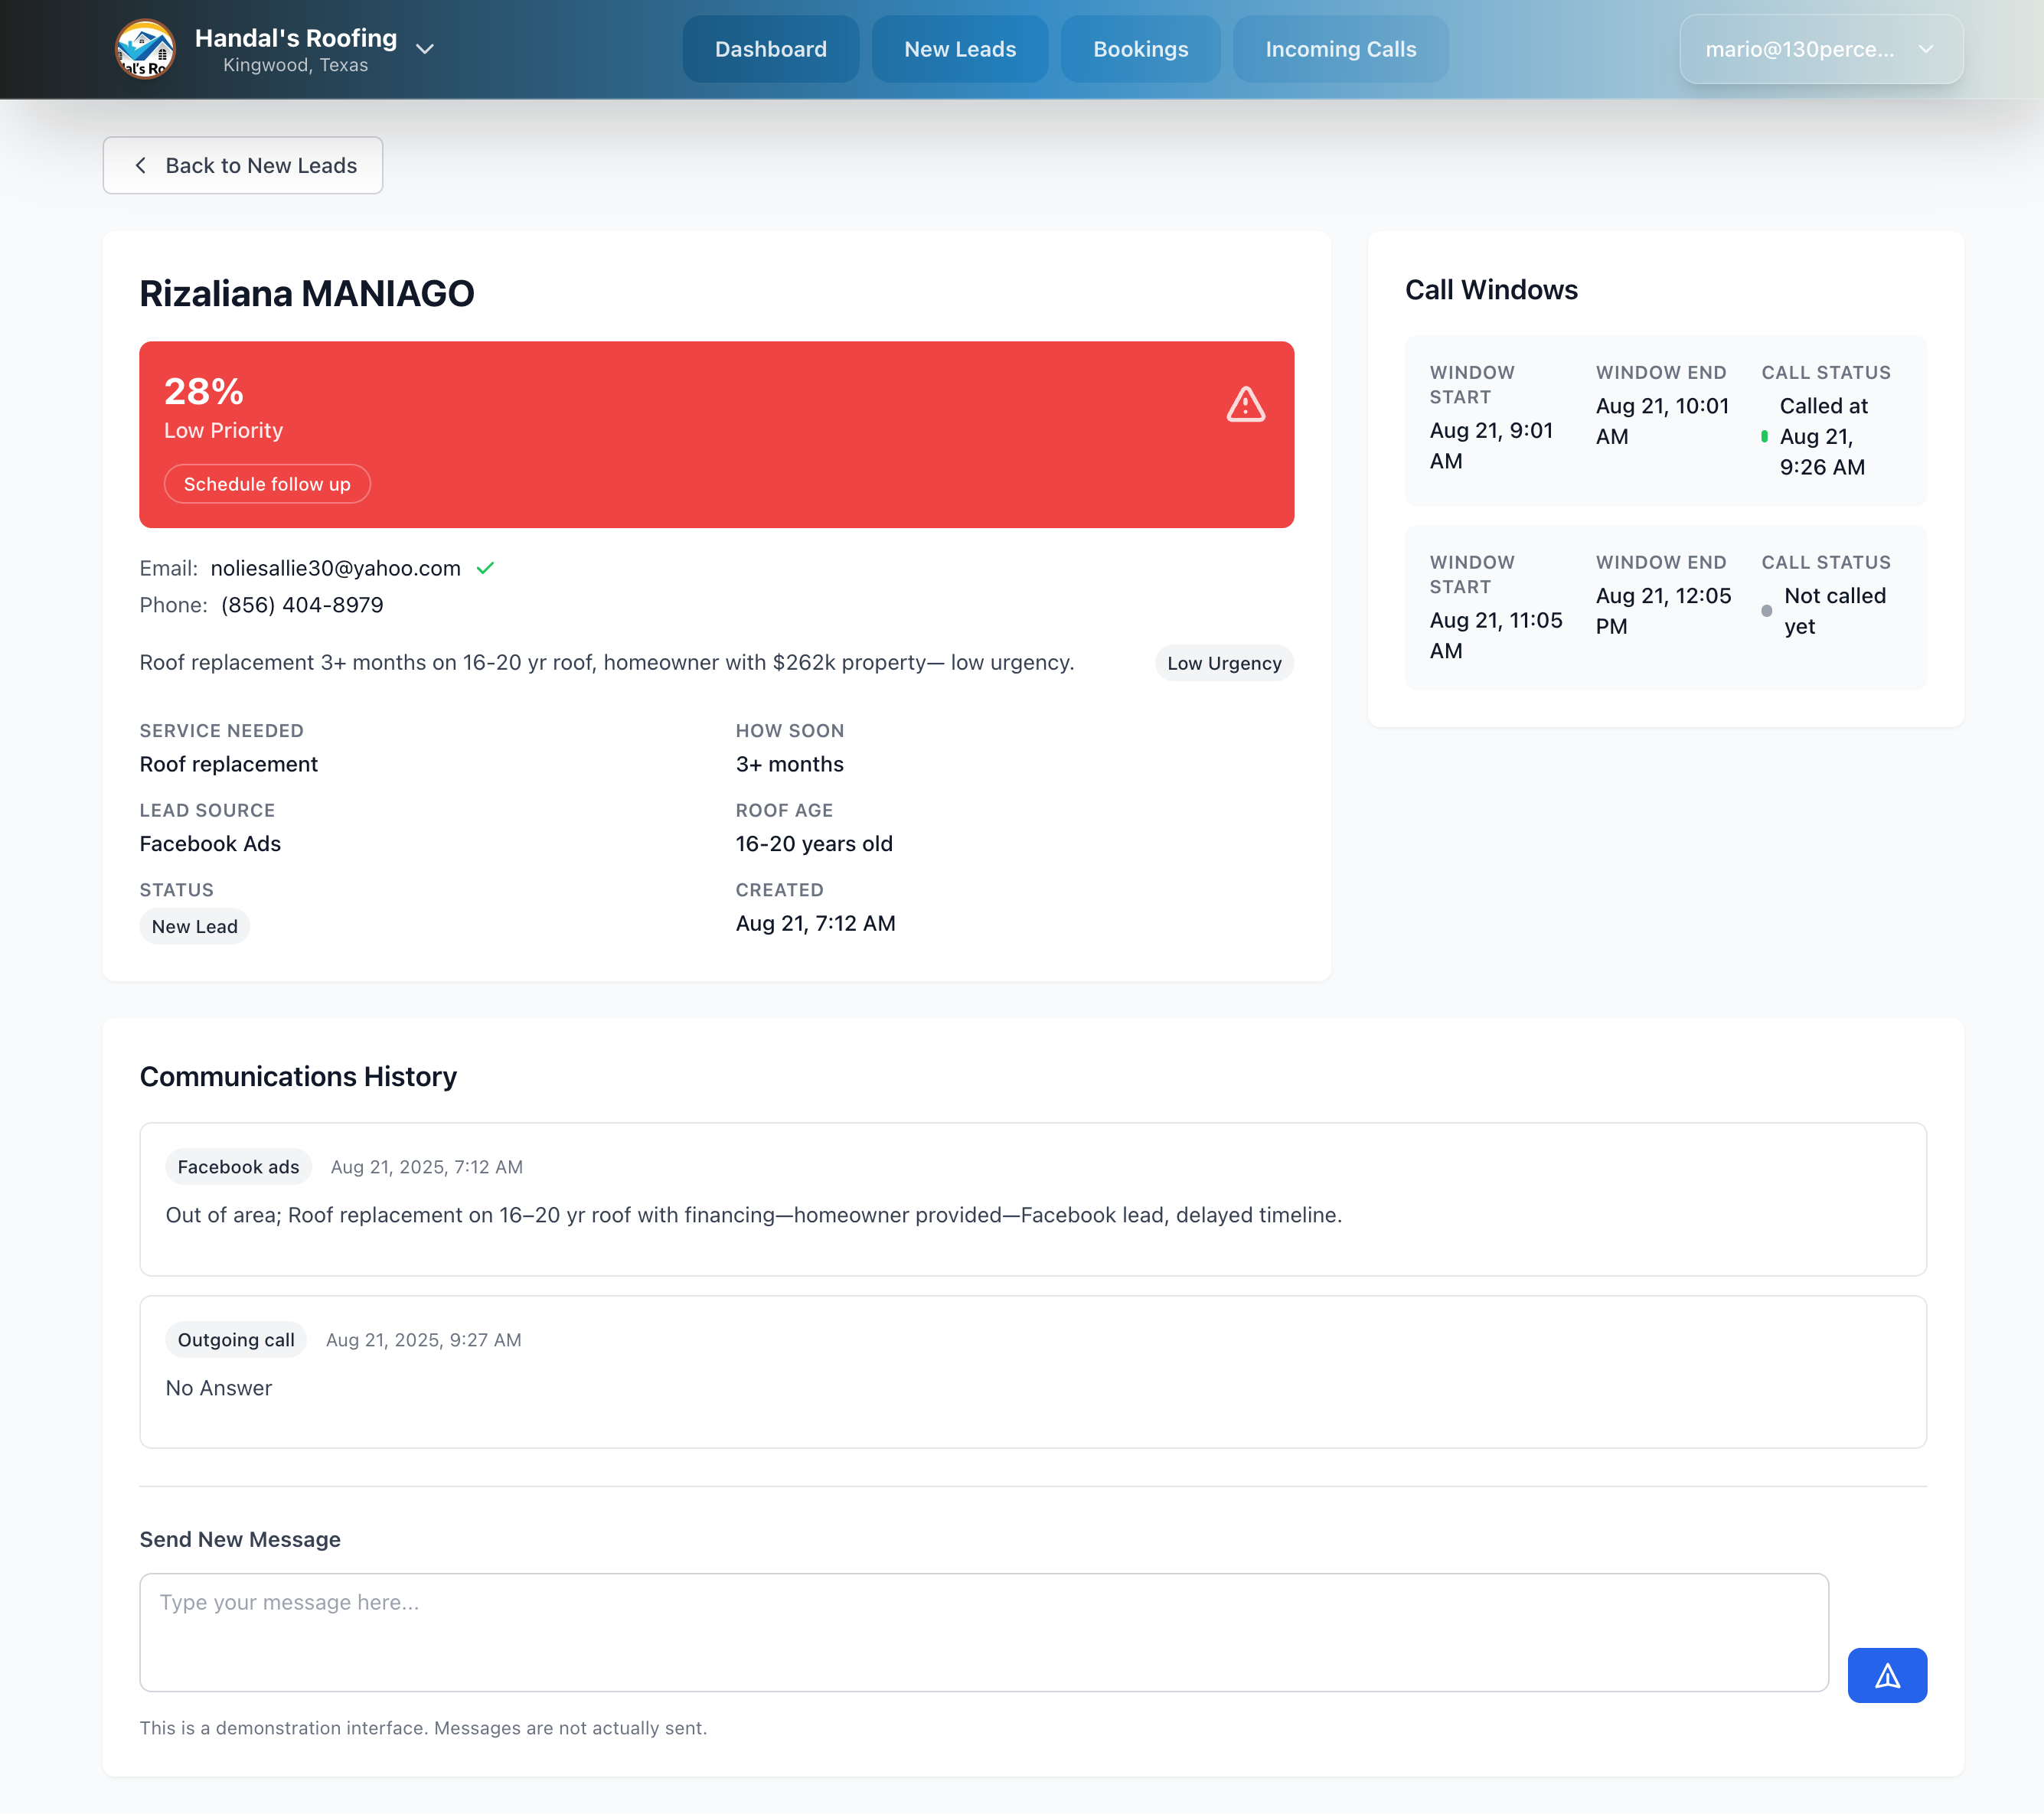 Handal's Roofing
Kingwood, Texas
al's Ro
Dashboard
New Leads
Bookings
Incoming Calls
mario@130perce...
Back to New Leads
Rizaliana MANIAGO
28%
Low Priority
Schedule follow up
Email: noliesallie30@yahoo.com
Phone: (856) 404-8979
Roof replacement 3+ months on 16-20 yr roof, homeowner with $262k property— low urgency.
Low Urgency
SERVICE NEEDED
Roof replacement
HOW SOON
3+ months
LEAD SOURCE
Facebook Ads
ROOF AGE
16-20 years old
STATUS
New Lead
CREATED
Aug 21, 7:12 AM
Call Windows
WINDOW
START
Aug 21, 9:01
AM
WINDOW END
Aug 21, 10:01
AM
CALL STATUS
Called at
Aug 21,
9:26 AM
WINDOW
START
Aug 21, 11:05
AM
WINDOW END
Aug 21, 12:05
PM
CALL STATUS
Not called
yet
Communications History
Facebook ads
Aug 21, 2025, 7:12 AM
Out of area; Roof replacement on 16–20 yr roof with financing—homeowner provided—Facebook lead, delayed timeline.
Outgoing call
Aug 21, 2025, 9:27 AM
No Answer
Send New Message
Type your message here...
This is a demonstration interface. Messages are not actually sent.